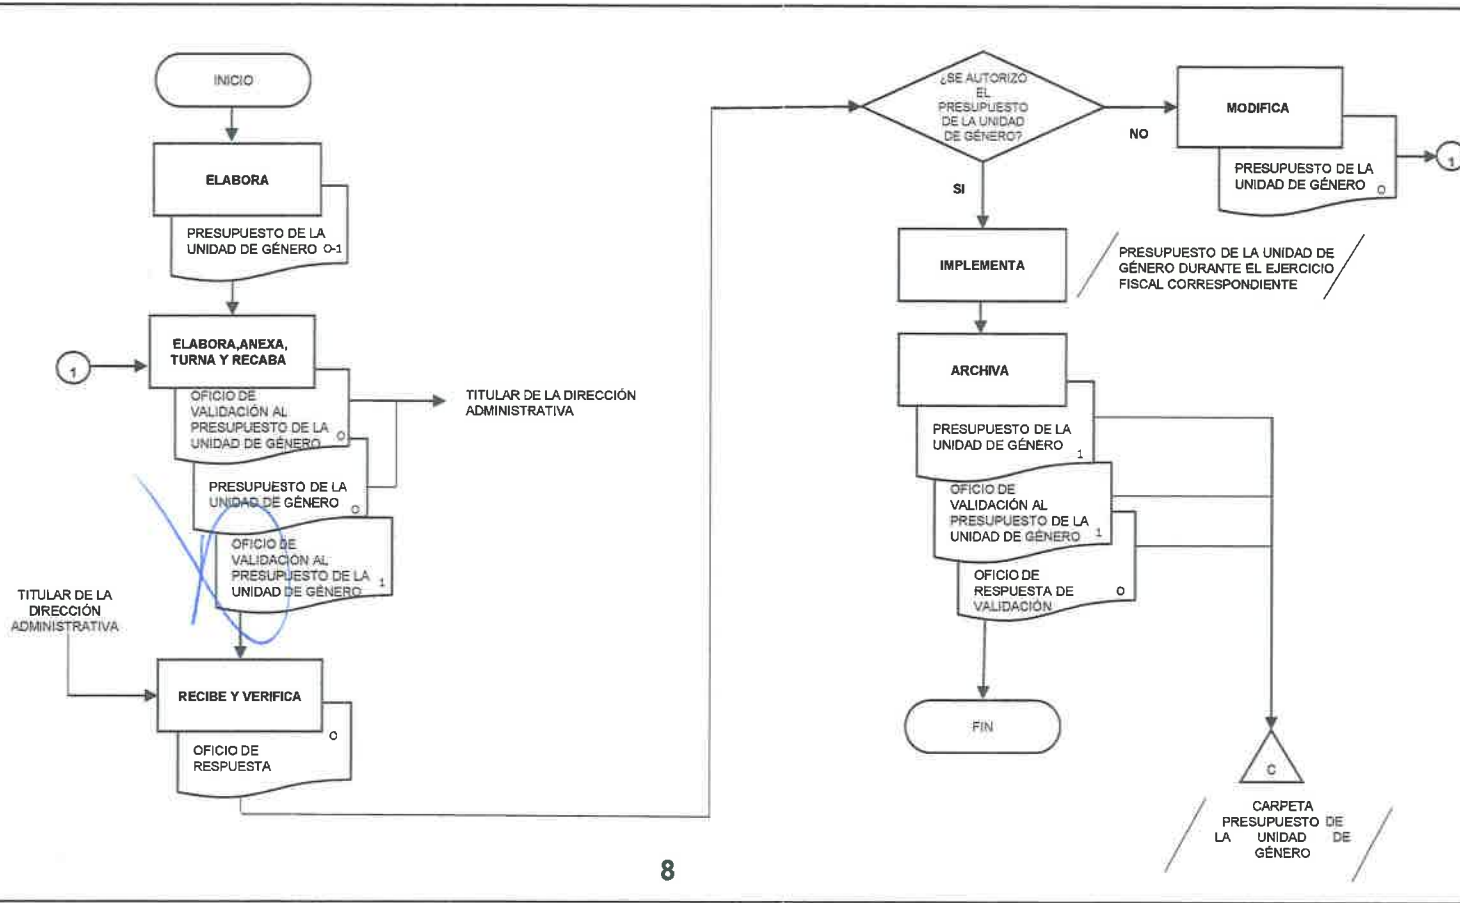 INICIO
ELABORA
PRESUPUESTO DE LA
UNIDAD DE GÉNERO O-1
1
ELABORA,ANEXA,
TURNA Y RECABA
OFICIO DE
VALIDACIÓN AL
PRESUPUESTO DE LA
UNIDAD DE GÉNERO O
TITULAR DE LA DIRECCIÓN
ADMINISTRATIVA
PRESUPUESTO DE LA
UNIDAD DE GÉNERO O
OFICIO DE
VALIDACIÓN AL
PRESUPUESTO DE LA 1
UNIDAD DE GÉNERO
TITULAR DE LA
DIRECCIÓN
ADMINISTRATIVA
RECIBE Y VERIFICA
O
OFICIO DE
RESPUESTA
¿SE AUTORIZÓ
EL
PRESUPUESTO
DE LA UNIDAD
DE GÉNERO?
NO
MODIFICA
PRESUPUESTO DE LA
UNIDAD DE GÉNERO O
1
SI
IMPLEMENTA
PRESUPUESTO DE LA UNIDAD DE
GÉNERO DURANTE EL EJERCICIO
FISCAL CORRESPONDIENTE
ARCHIVA
PRESUPUESTO DE LA
UNIDAD DE GÉNERO
1
OFICIO DE
VALIDACIÓN AL
PRESUPUESTO DE LA
UNIDAD DE GÉNERO 1
OFICIO DE
RESPUESTA DE O
VALIDACIÓN
FIN
C
CARPETA
PRESUPUESTO DE
LA UNIDAD DE
GÉNERO
8